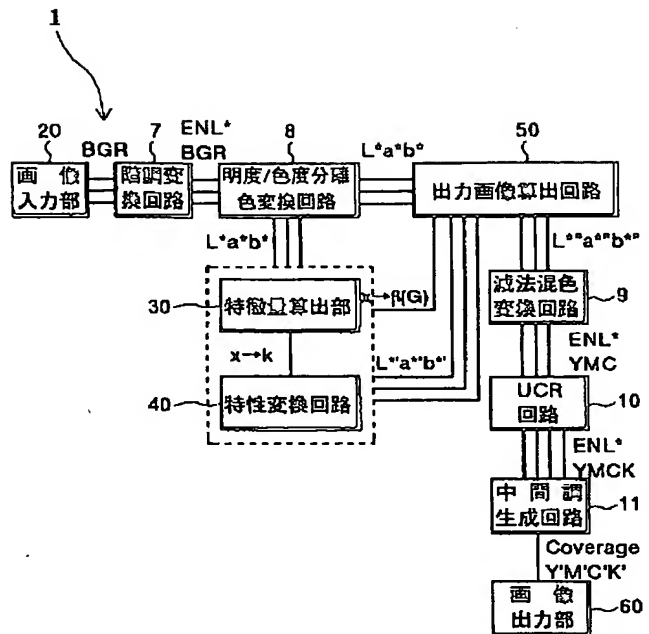 1
20
BGR
7
ENL*
BGR
8
L*a*b*
50
画像
入力部
階調変
換回路
明度/色度分離
色変換回路
出力画像算出回路
L*a*b*
L*"a*"b*"
30
特徴量算出部
β(G)
減法混色
変換回路
9
x→k
L*'a*'b*'
ENL*
YMC
40
特性変換回路
UCR
回路
10
ENL*
YMCK
中間調
生成回路
11
Coverage
Y'M'C'K'
画像
出力部
60